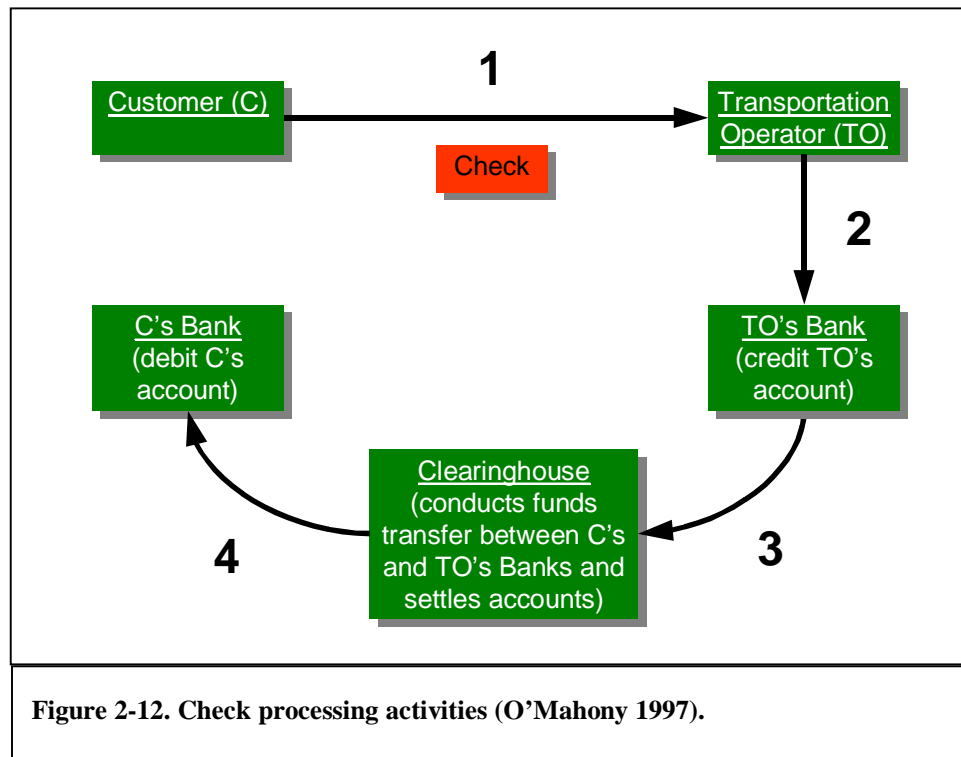 1
Customer (C)
Transportation
Operator (TO)
Check
2
C's Bank
(debit C's
account)
TO's Bank
(credit TO's
account)
Clearinghouse
(conducts funds
transfer between C's
and TO's Banks and
settles accounts)
3
4
Figure 2-12. Check processing activities (O'Mahony 1997).